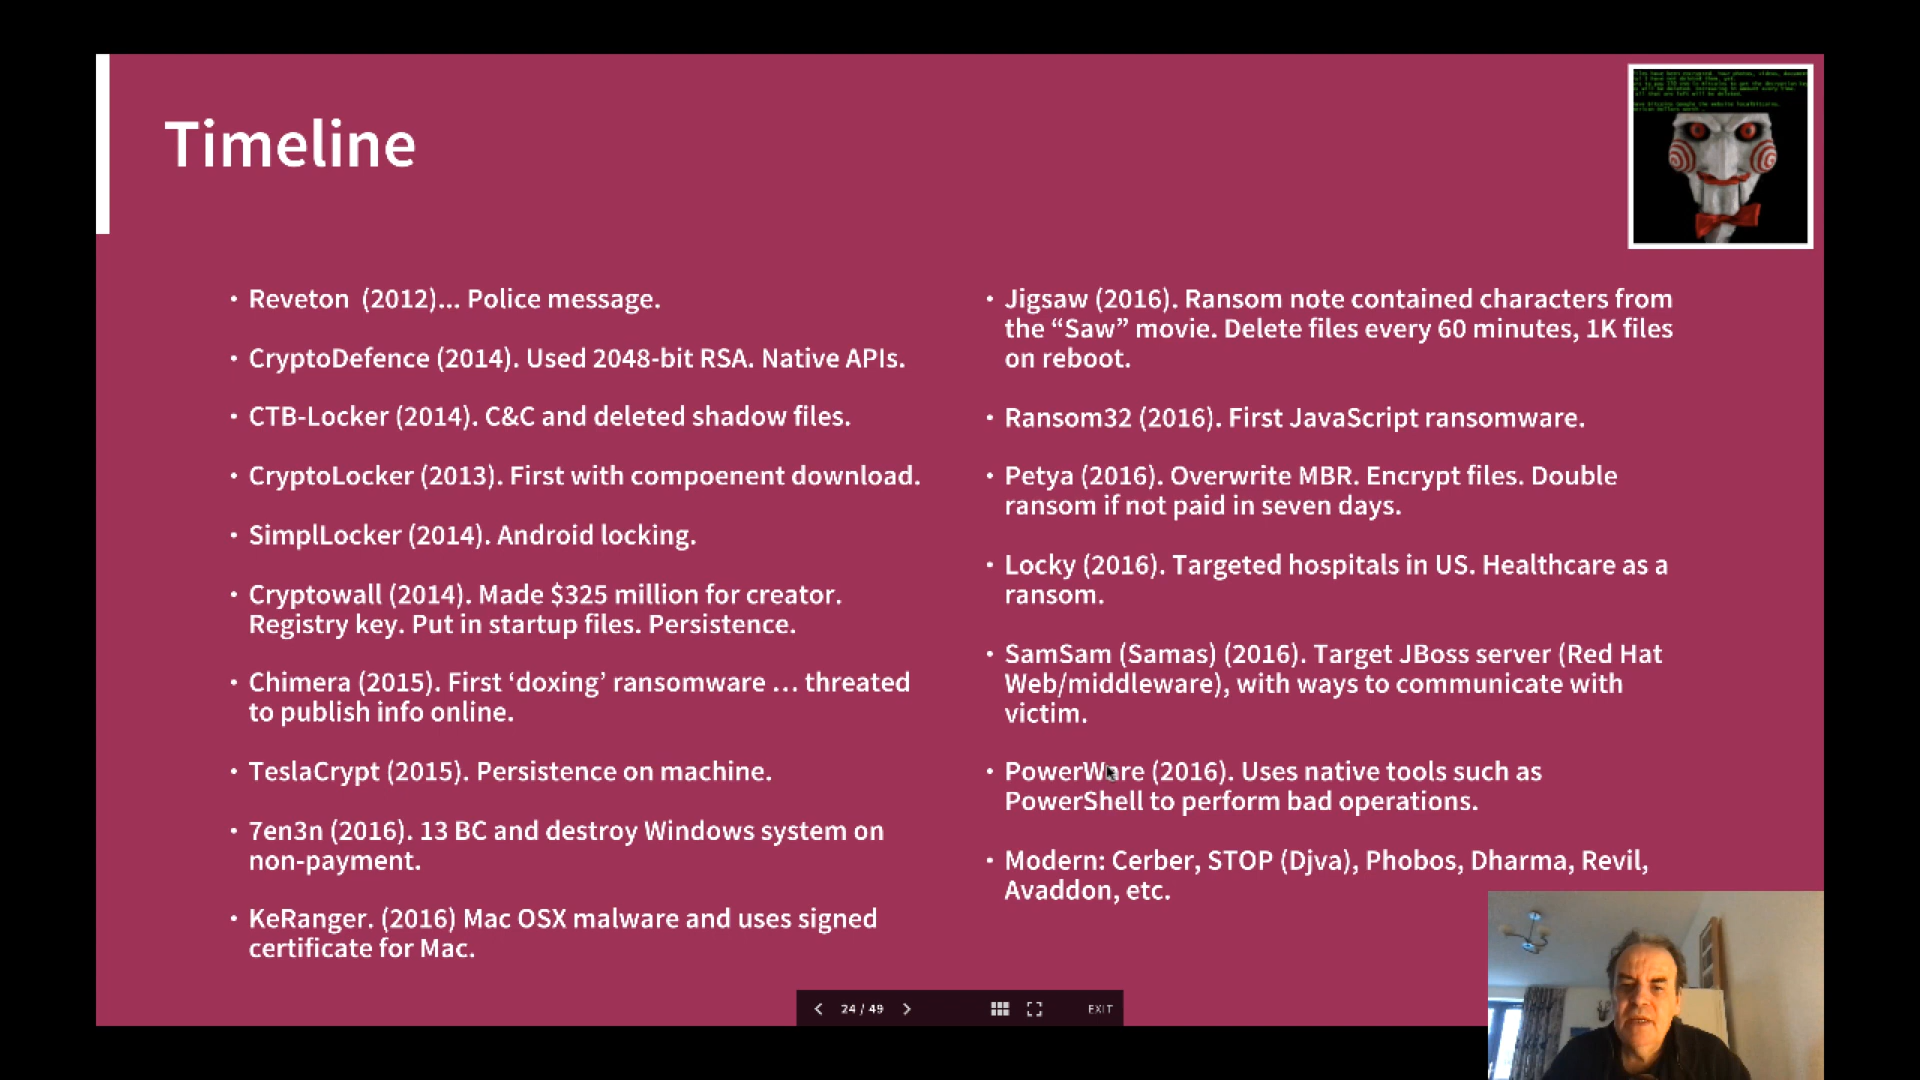 Timeline
• Reveton (2012)... Police message.
• CryptoDefence (2014). Used 2048-bit RSA. Native APIs.
• CTB-Locker (2014). C&C and deleted shadow files.
• CryptoLocker (2013). First with compoenent download.
• SimplLocker (2014). Android locking.
• Cryptowall (2014). Made $325 million for creator.
Registry key. Put in startup files. Persistence.
• Chimera (2015). First ‘doxing’ ransomware ... threated
to publish info online.
• TeslaCrypt (2015). Persistence on machine.
• 7en3n (2016). 13 BC and destroy Windows system on
non-payment.
• KeRanger. (2016) Mac OSX malware and uses signed
certificate for Mac.
• Jigsaw (2016). Ransom note contained characters from
the “Saw” movie. Delete files every 60 minutes, 1K files
on reboot.
• Ransom32 (2016). First JavaScript ransomware.
• Petya (2016). Overwrite MBR. Encrypt files. Double
ransom if not paid in seven days.
• Locky (2016). Targeted hospitals in US. Healthcare as a
ransom.
• SamSam (Samas) (2016). Target JBoss server (Red Hat
Web/middleware), with ways to communicate with
victim.
• PowerWare (2016). Uses native tools such as
PowerShell to perform bad operations.
• Modern: Cerber, STOP (Djva), Phobos, Dharma, Revil,
Avaddon, etc.
24 / 49
EXIT